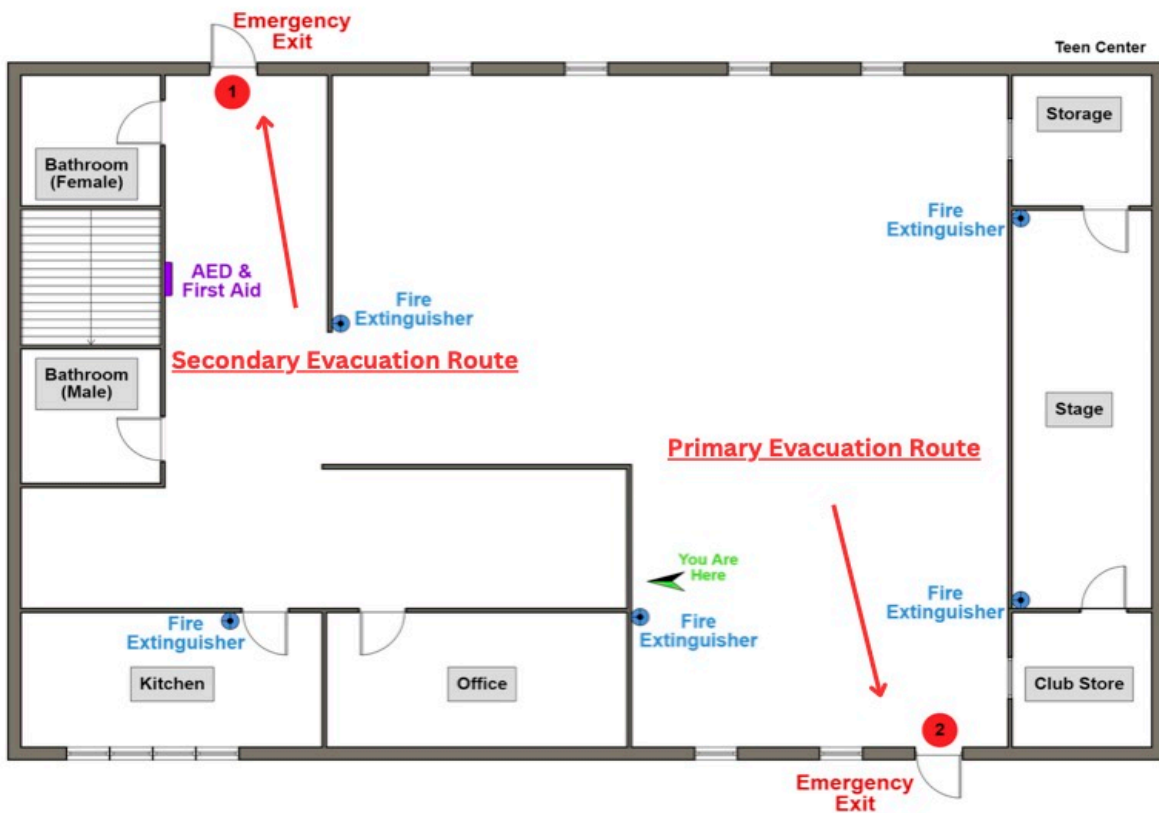 Emergency
Exit
Teen Center
1
Storage
Bathroom
(Female)
Fire
Extinguisher
AED &
First Aid
Fire
Extinguisher
Secondary Evacuation Route
Bathroom
(Male)
Stage
Primary Evacuation Route
You Are
Here
Fire
Extinguisher
Fire
Extinguisher
Fire
Extinguisher
Kitchen
Office
Club Store
2
Emergency
Exit